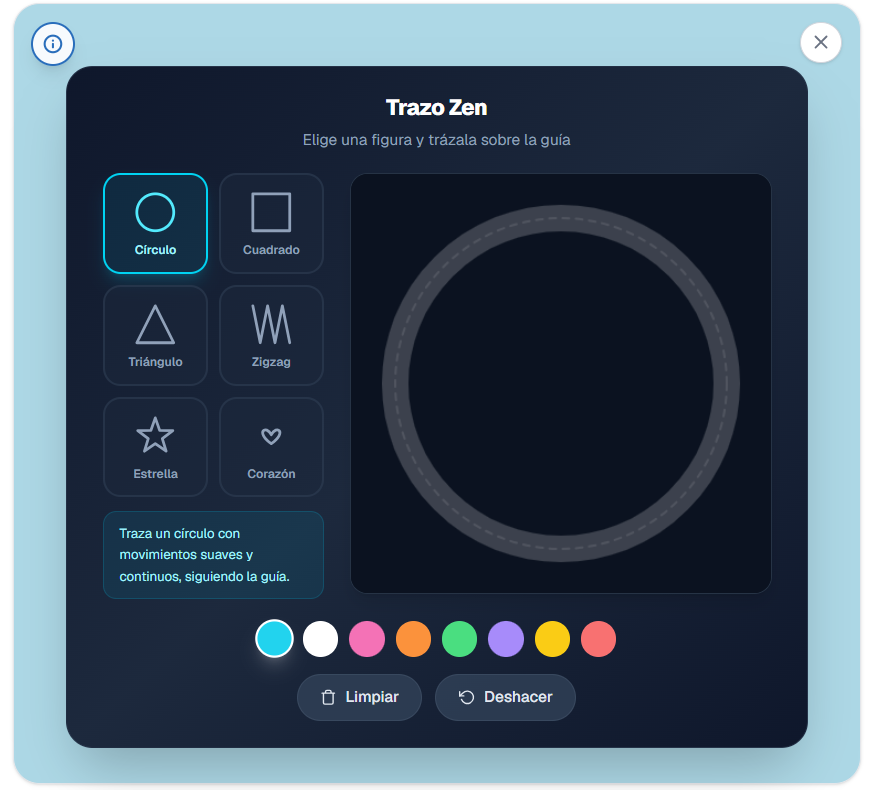 Trazo Zen
Elige una figura y trázala sobre la guía
Círculo
Cuadrado
Triángulo
Zigzag
Estrella
Corazón
Traza un círculo con
movimientos suaves y
continuos, siguiendo la guía.
Limpiar
Deshacer